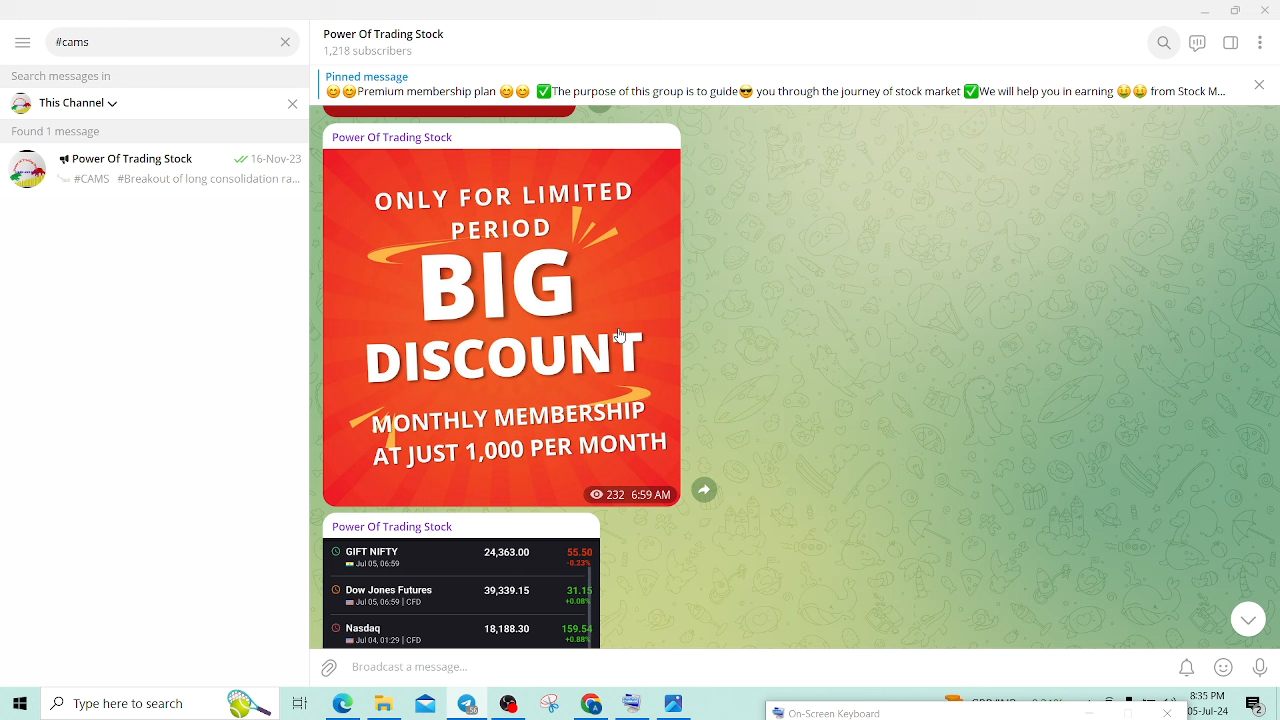 #cams
Power Of Trading Stock
1,218 subscribers
Search messages in
Pinned message
😊😊Premium membership plan 😊😊 ✅The purpose of this group is to guide😎 you through the journey of stock market ✅We will help you in earning 🤑🤑 from Stock M...
This Channel
Found 1 message
Power Of Trading Stock 16-Nov-23
#CAMS #Breakout of long consolidation ra...
Power Of Trading Stock
ONLY FOR LIMITED
PERIOD
BIG
DISCOUNT
MONTHLY MEMBERSHIP
AT JUST 1,000 PER MONTH
232 6:59 AM
Power Of Trading Stock
GIFT NIFTY 24,363.00 55.50
Jul 05, 06:59 -0.23%
Dow Jones Futures 39,339.15 31.15
Jul 05, 06:59 | CFD +0.08%
Nasdaq 18,188.30 159.54
Jul 04, 01:29 | CFD +0.88%
Broadcast a message...
Type here to search
56
On-Screen Keyboard
8:35 PM
05-Jul-24
2